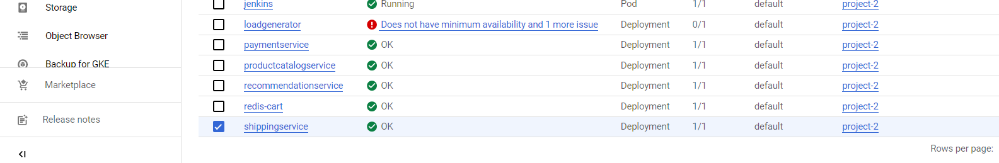 Storage
Object Browser
Backup for GKE
Marketplace
Release notes
jenkins Running Pod 1/1 default project-2
loadgenerator Does not have minimum availability and 1 more issue Deployment 0/1 default project-2
paymentservice OK Deployment 1/1 default project-2
productcatalogservice OK Deployment 1/1 default project-2
recommendationservice OK Deployment 1/1 default project-2
redis-cart OK Deployment 1/1 default project-2
shippingservice OK Deployment 1/1 default project-2
Rows per page: